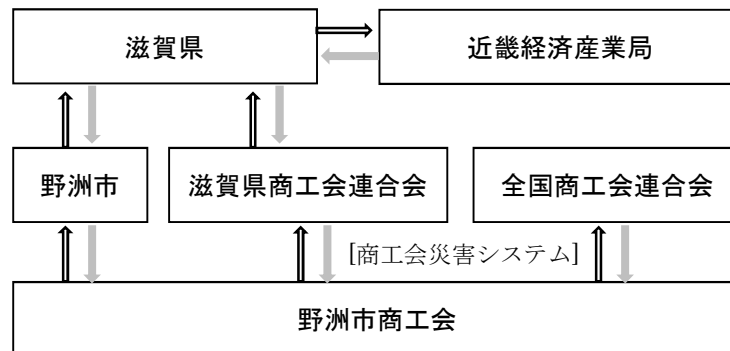 滋賀県
近畿経済産業局
野洲市
滋賀県商工会連合会
全国商工会連合会
[商工会災害システム]
野洲市商工会